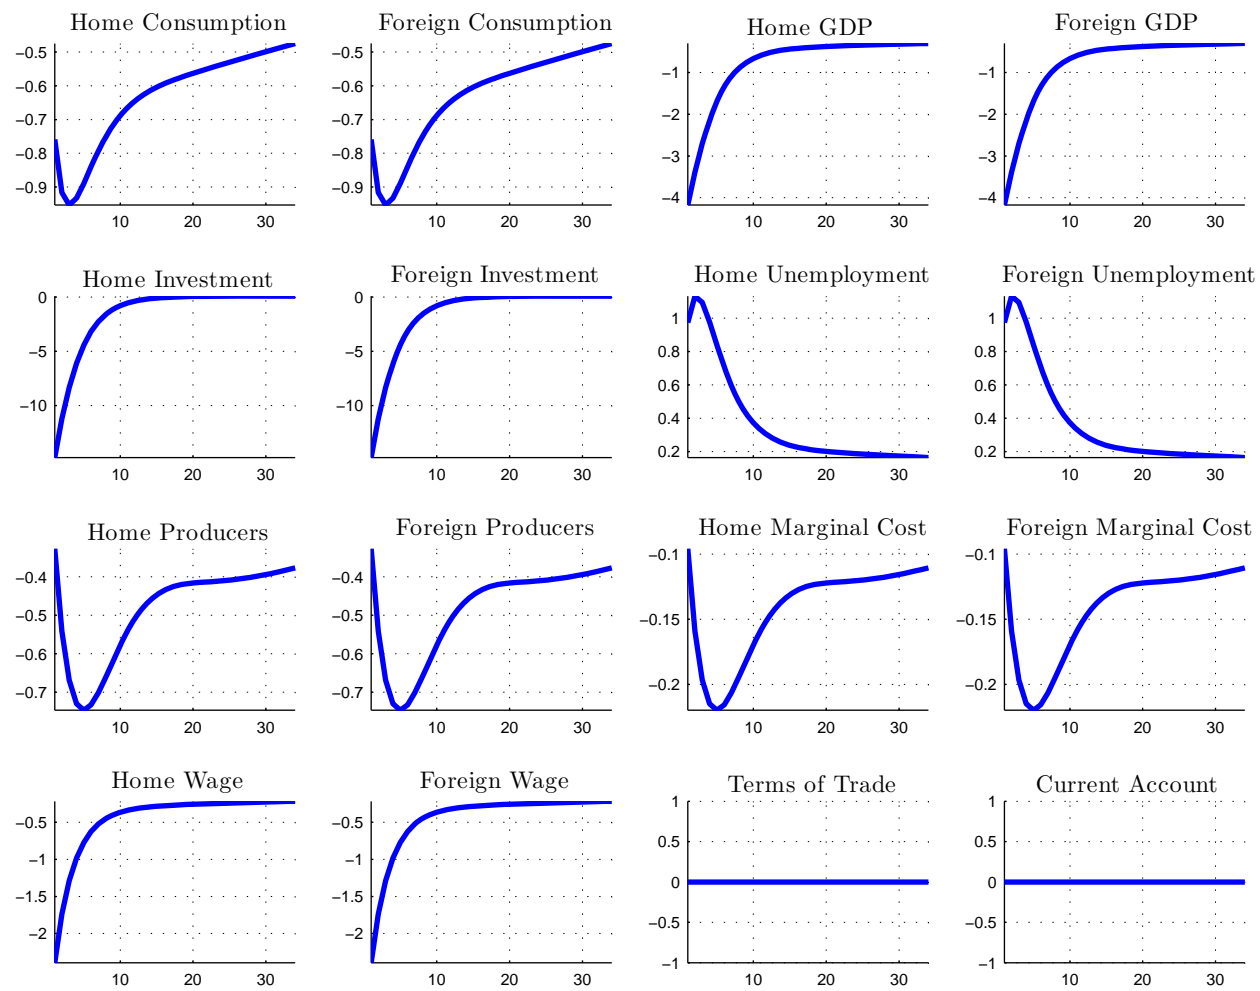 Home Consumption
−0.5
−0.6
−0.7
−0.8
−0.9
10 20 30
Foreign Consumption
−0.5
−0.6
−0.7
−0.8
−0.9
10 20 30
Home GDP
−1
−2
−3
−4
10 20 30
Foreign GDP
−1
−2
−3
−4
10 20 30
Home Investment
0
−5
−10
10 20 30
Foreign Investment
0
−5
−10
10 20 30
Home Unemployment
1
0.8
0.6
0.4
0.2
10 20 30
Foreign Unemployment
1
0.8
0.6
0.4
0.2
10 20 30
Home Producers
−0.4
−0.5
−0.6
−0.7
10 20 30
Foreign Producers
−0.4
−0.5
−0.6
−0.7
10 20 30
Home Marginal Cost
−0.1
−0.15
−0.2
10 20 30
Foreign Marginal Cost
−0.1
−0.15
−0.2
10 20 30
Home Wage
−0.5
−1
−1.5
−2
10 20 30
Foreign Wage
−0.5
−1
−1.5
−2
10 20 30
Terms of Trade
1
0.5
0
−0.5
−1
10 20 30
Current Account
1
0.5
0
−0.5
−1
10 20 30